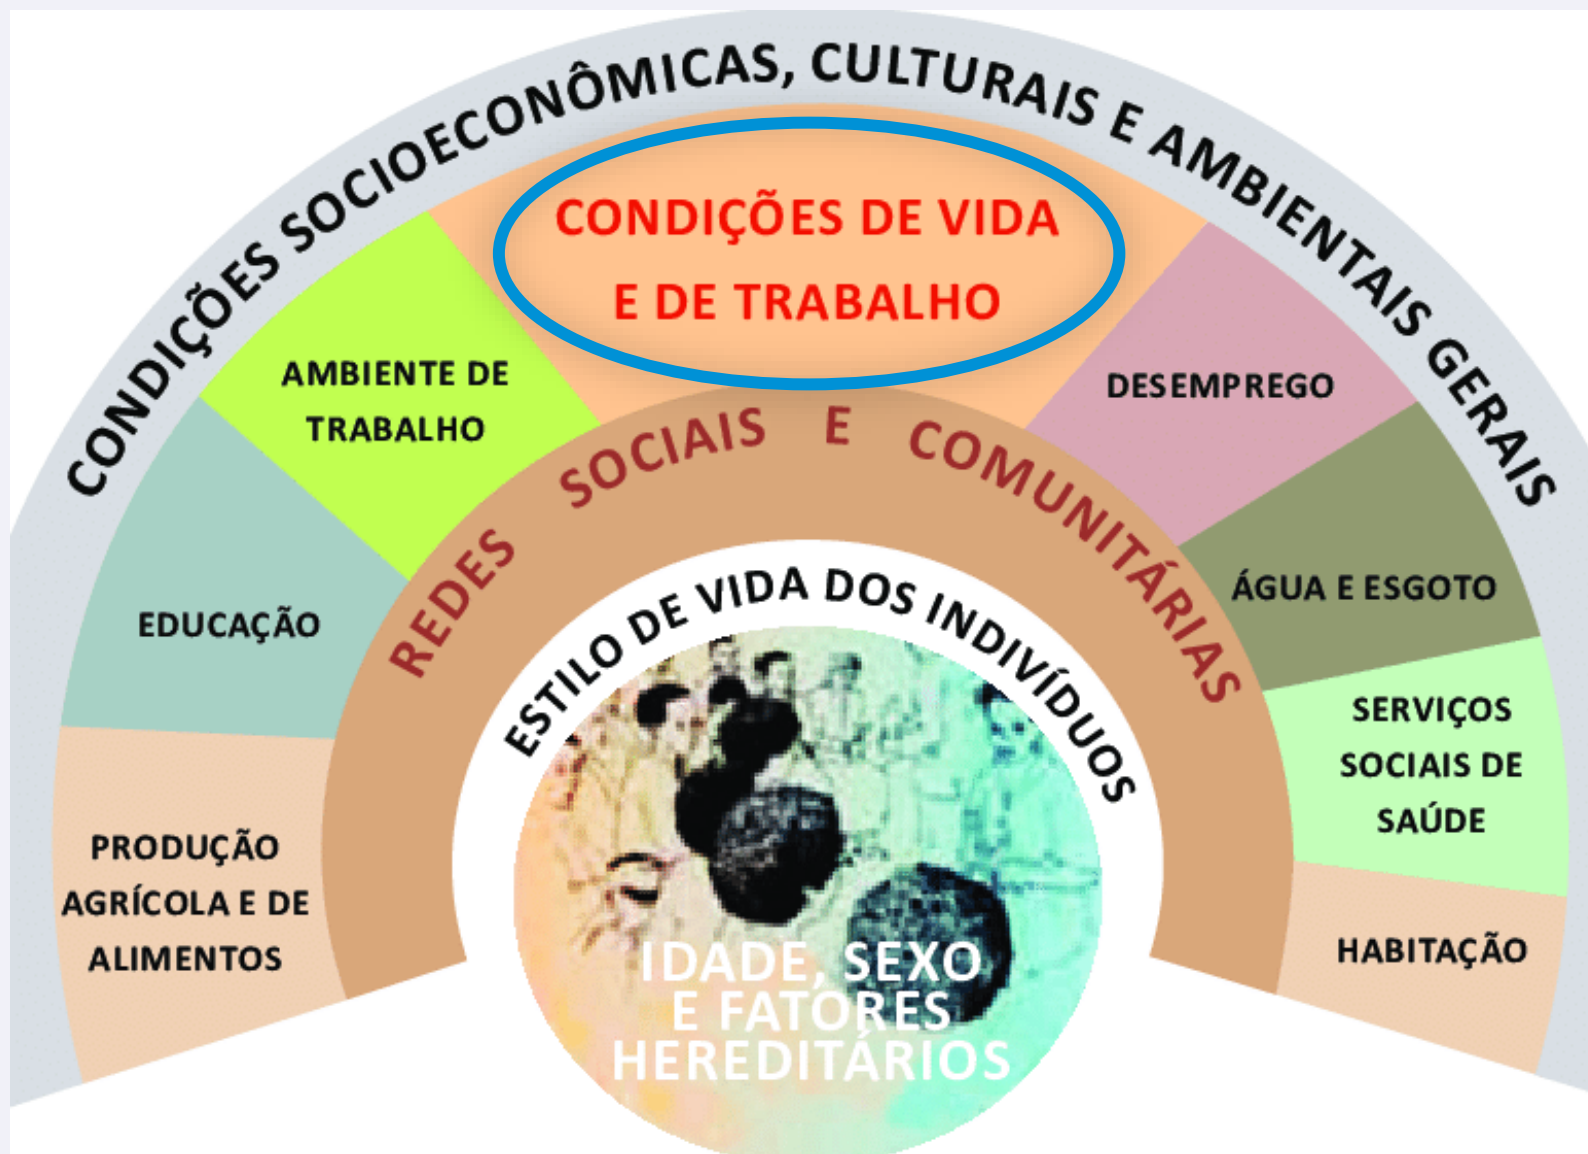 CONDIÇÕES SOCIOECONÔMICAS, CULTURAIS E AMBIENTAIS GERAIS
CONDIÇÕES DE VIDA
E DE TRABALHO
AMBIENTE DE
TRABALHO
DESEMPREGO
EDUCAÇÃO
ÁGUA E ESGOTO
PRODUÇÃO
AGRÍCOLA E DE
ALIMENTOS
SERVIÇOS
SOCIAIS DE
SAÚDE
HABITAÇÃO
REDES SOCIAIS E COMUNITÁRIAS
ESTILO DE VIDA DOS INDIVÍDUOS
IDADE, SEXO
E FATORES
HEREDITÁRIOS